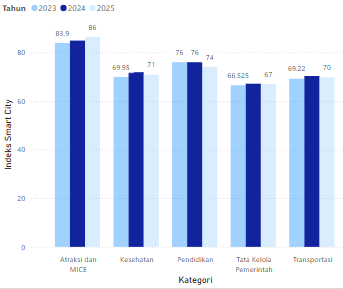 Tahun 2023 2024 2025
86
83.9
76 76
74
71
69.95
70
69.22
67
66.525
80
60
40
20
0
Indeks Smart City
Atraksi dan
MICE
Kesehatan
Pendidikan
Tata Kelola
Pemerintah
Transportasi
Kategori